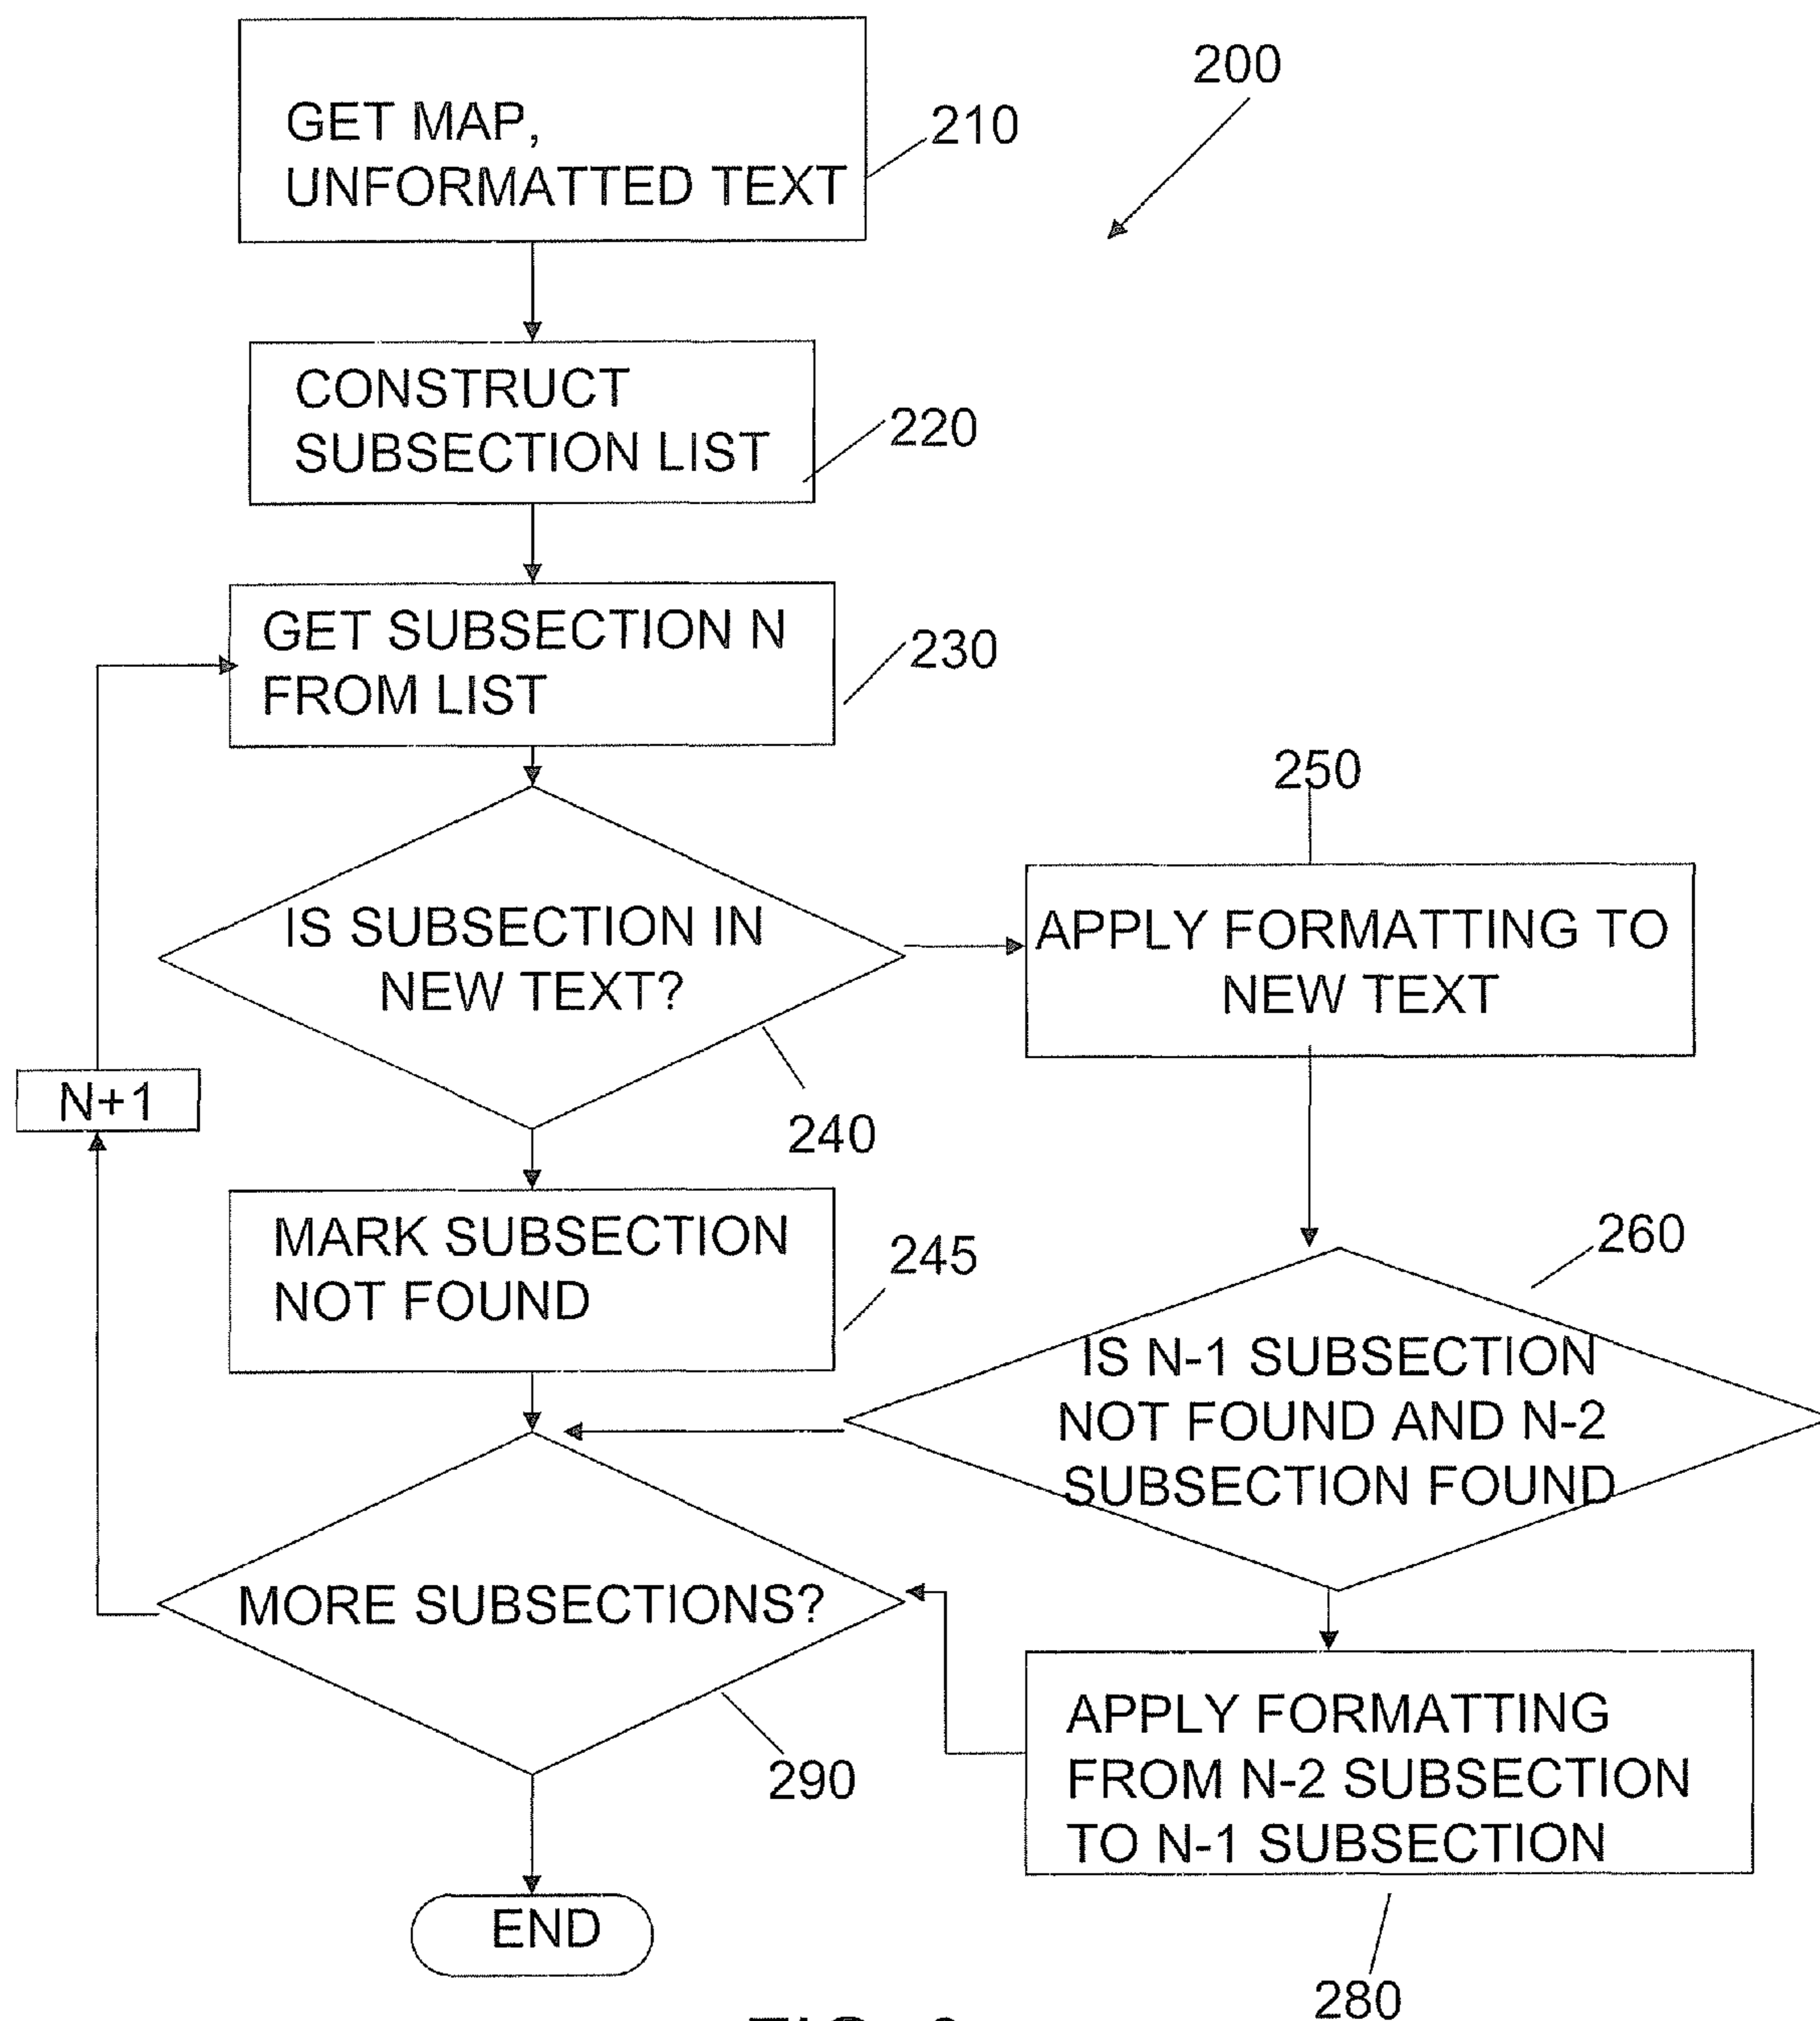 200
GET MAP,
UNFORMATTED TEXT
210
CONSTRUCT
SUBSECTION LIST
220
GET SUBSECTION N
FROM LIST
230
IS SUBSECTION IN
NEW TEXT?
240
250
APPLY FORMATTING TO
NEW TEXT
N+1
MARK SUBSECTION
NOT FOUND
245
260
IS N-1 SUBSECTION
NOT FOUND AND N-2
SUBSECTION FOUND
MORE SUBSECTIONS?
290
APPLY FORMATTING
FROM N-2 SUBSECTION
TO N-1 SUBSECTION
280
END